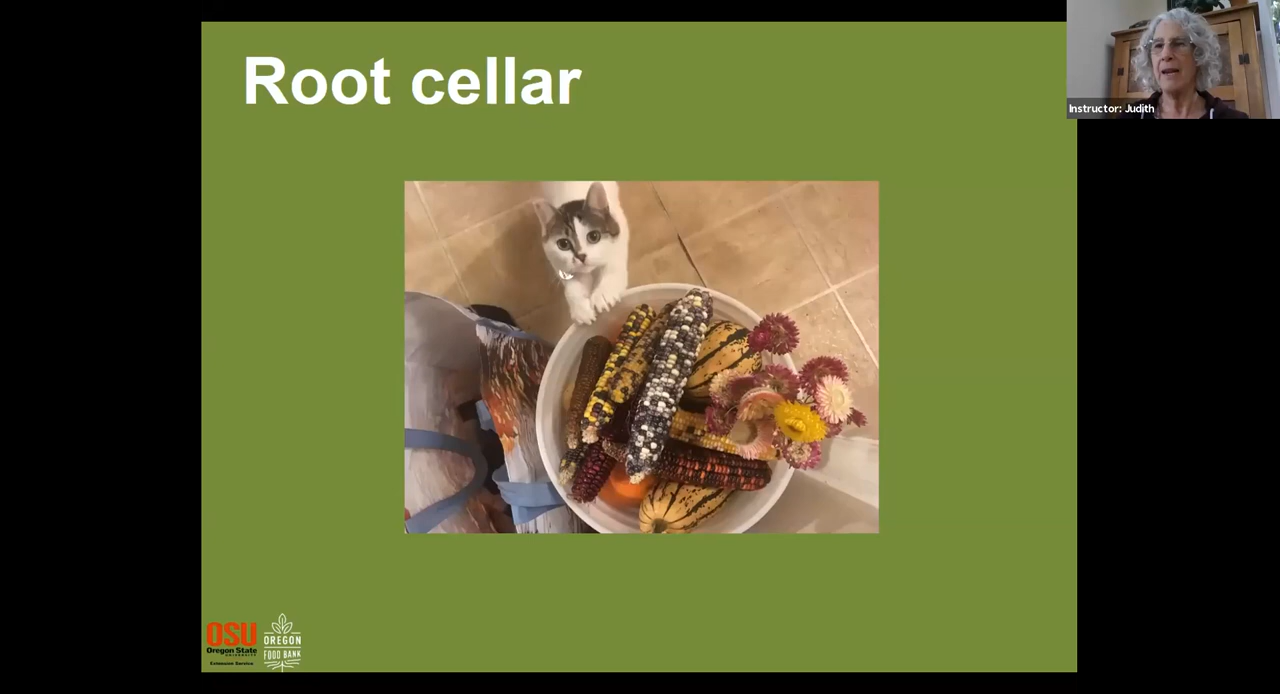 Root cellar
Instructor: Judith
OSU
Oregon State
UNIVERSITY
Extension Service
OREGON
FOOD BANK